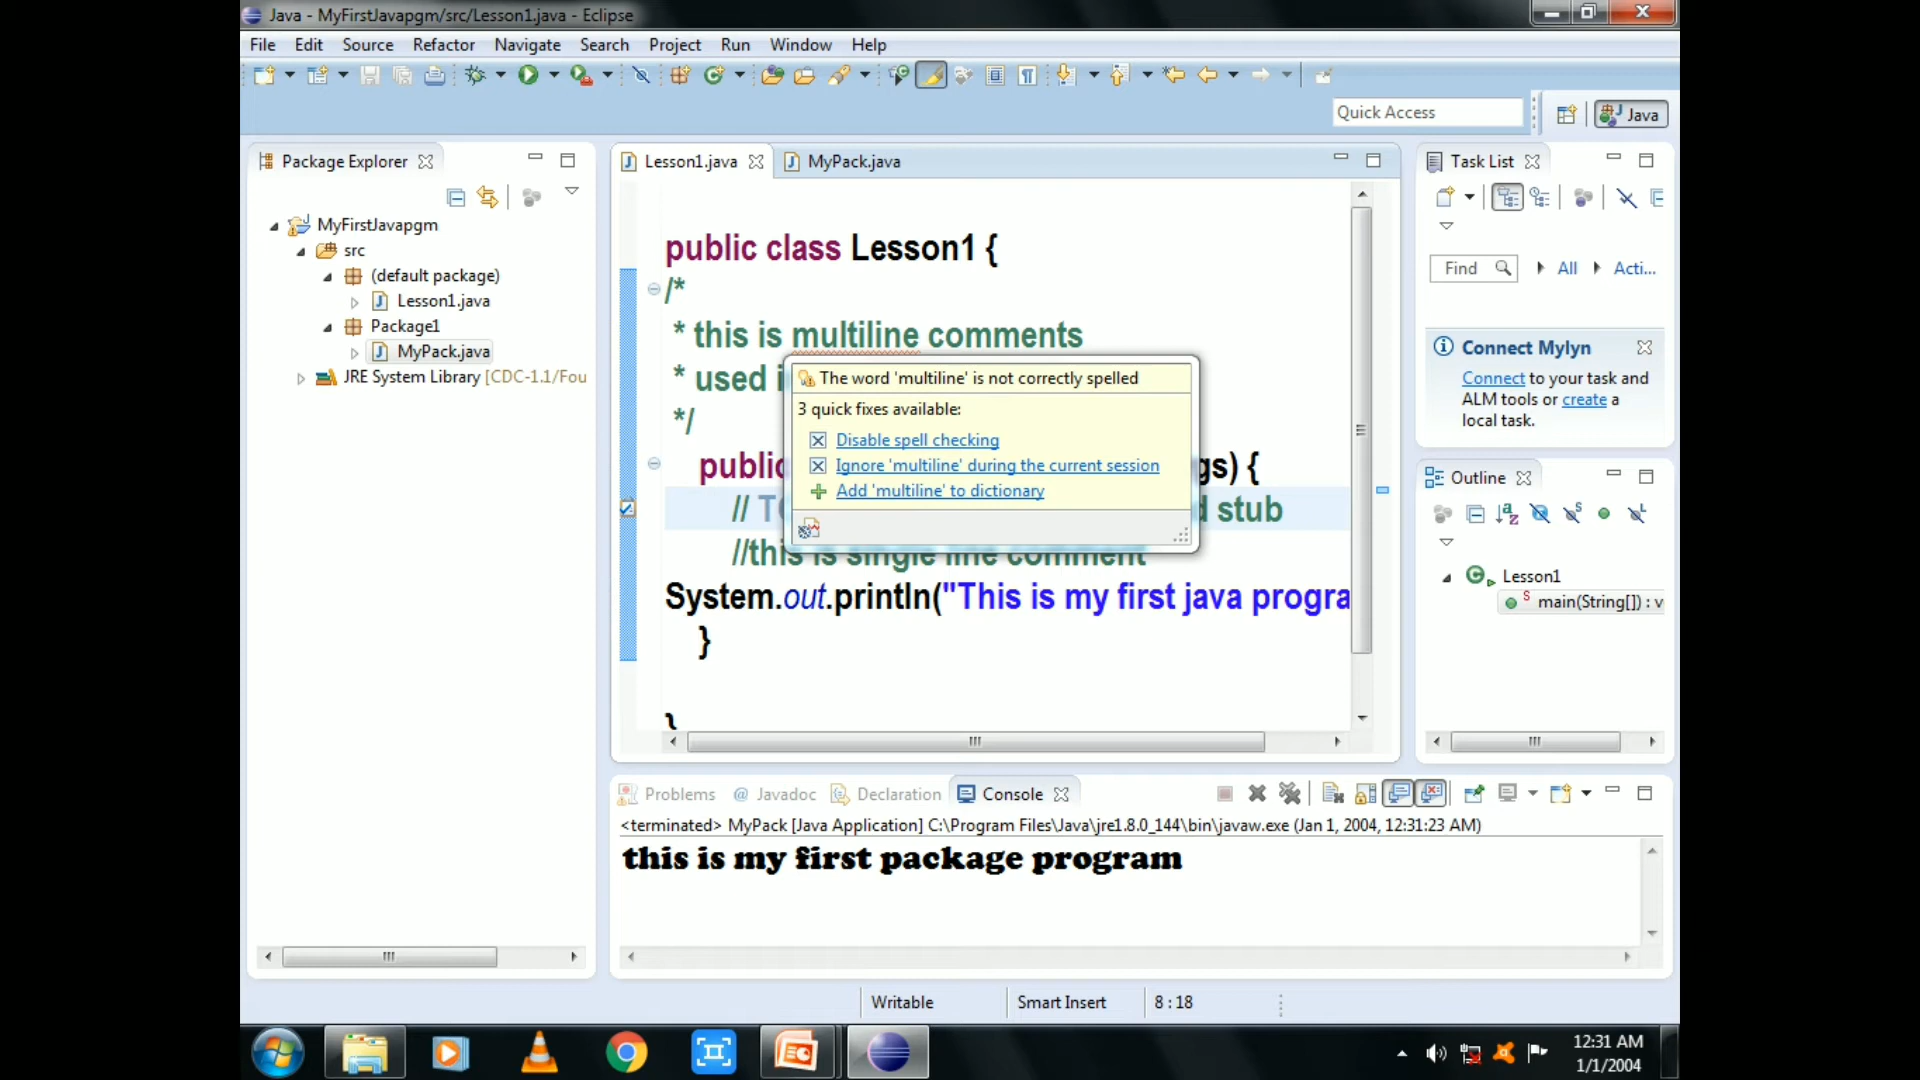 Java - MyFirstJavapgm/src/Lesson1.java - Eclipse
File Edit Source Refactor Navigate Search Project Run Window Help
Quick Access
Java
Package Explorer
MyFirstJavapgm
src
(default package)
Lesson1.java
Package1
MyPack.java
JRE System Library [CDC-1.1/Fou
Lesson1.java
MyPack.java
public class Lesson1 {
/*
* this is multiline comments
* used i
*/
public gs) {
// TO d stub
//this is single line comment
System.out.println("This is my first java progra
}
}
The word 'multiline' is not correctly spelled
3 quick fixes available:
Disable spell checking
Ignore 'multiline' during the current session
Add 'multiline' to dictionary
Task List
Find All Acti...
Connect Mylyn
Connect to your task and
ALM tools or create a
local task.
Outline
Lesson1
main(String[]) : v
Problems @ Javadoc Declaration Console
<terminated> MyPack [Java Application] C:\Program Files\Java\jre1.8.0_144\bin\javaw.exe (Jan 1, 2004, 12:31:23 AM)
this is my first package program
Writable Smart Insert 8 : 18
12:31 AM
1/1/2004